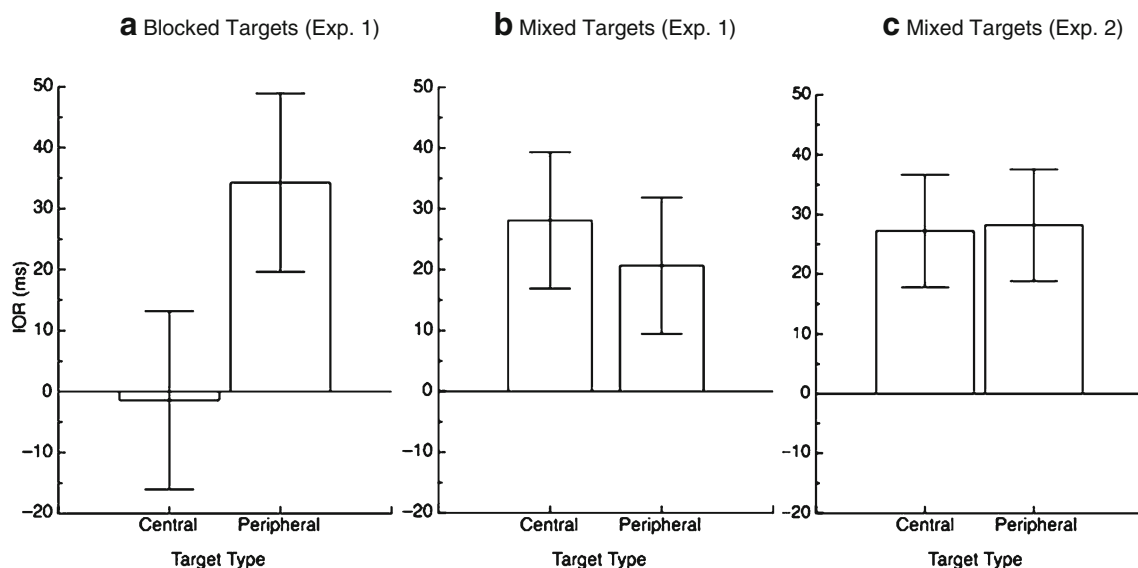 a Blocked Targets (Exp. 1)
50
40
30
20
10
0
−10
−20
IOR (ms)
Central Peripheral
Target Type
b Mixed Targets (Exp. 1)
50
40
30
20
10
0
−10
−20
Central Peripheral
Target Type
c Mixed Targets (Exp. 2)
50
40
30
20
10
0
−10
−20
Central Peripheral
Target Type